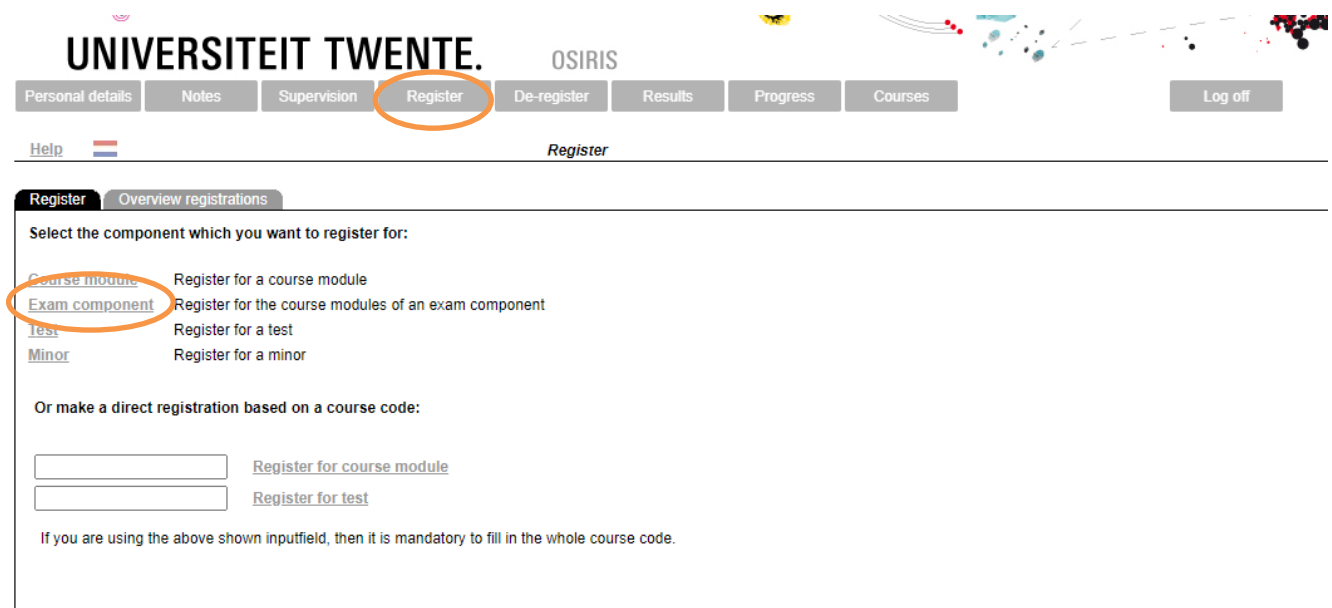 UNIVERSITEIT TWENTE. OSIRIS
Personal details Notes Supervision Register De-register Results Progress Courses Log off
Help Register
Register Overview registrations
Select the component which you want to register for:
Course module Register for a course module
Exam component Register for the course modules of an exam component
Test Register for a test
Minor Register for a minor
Or make a direct registration based on a course code:
Register for course module
Register for test
If you are using the above shown inputfield, then it is mandatory to fill in the whole course code.